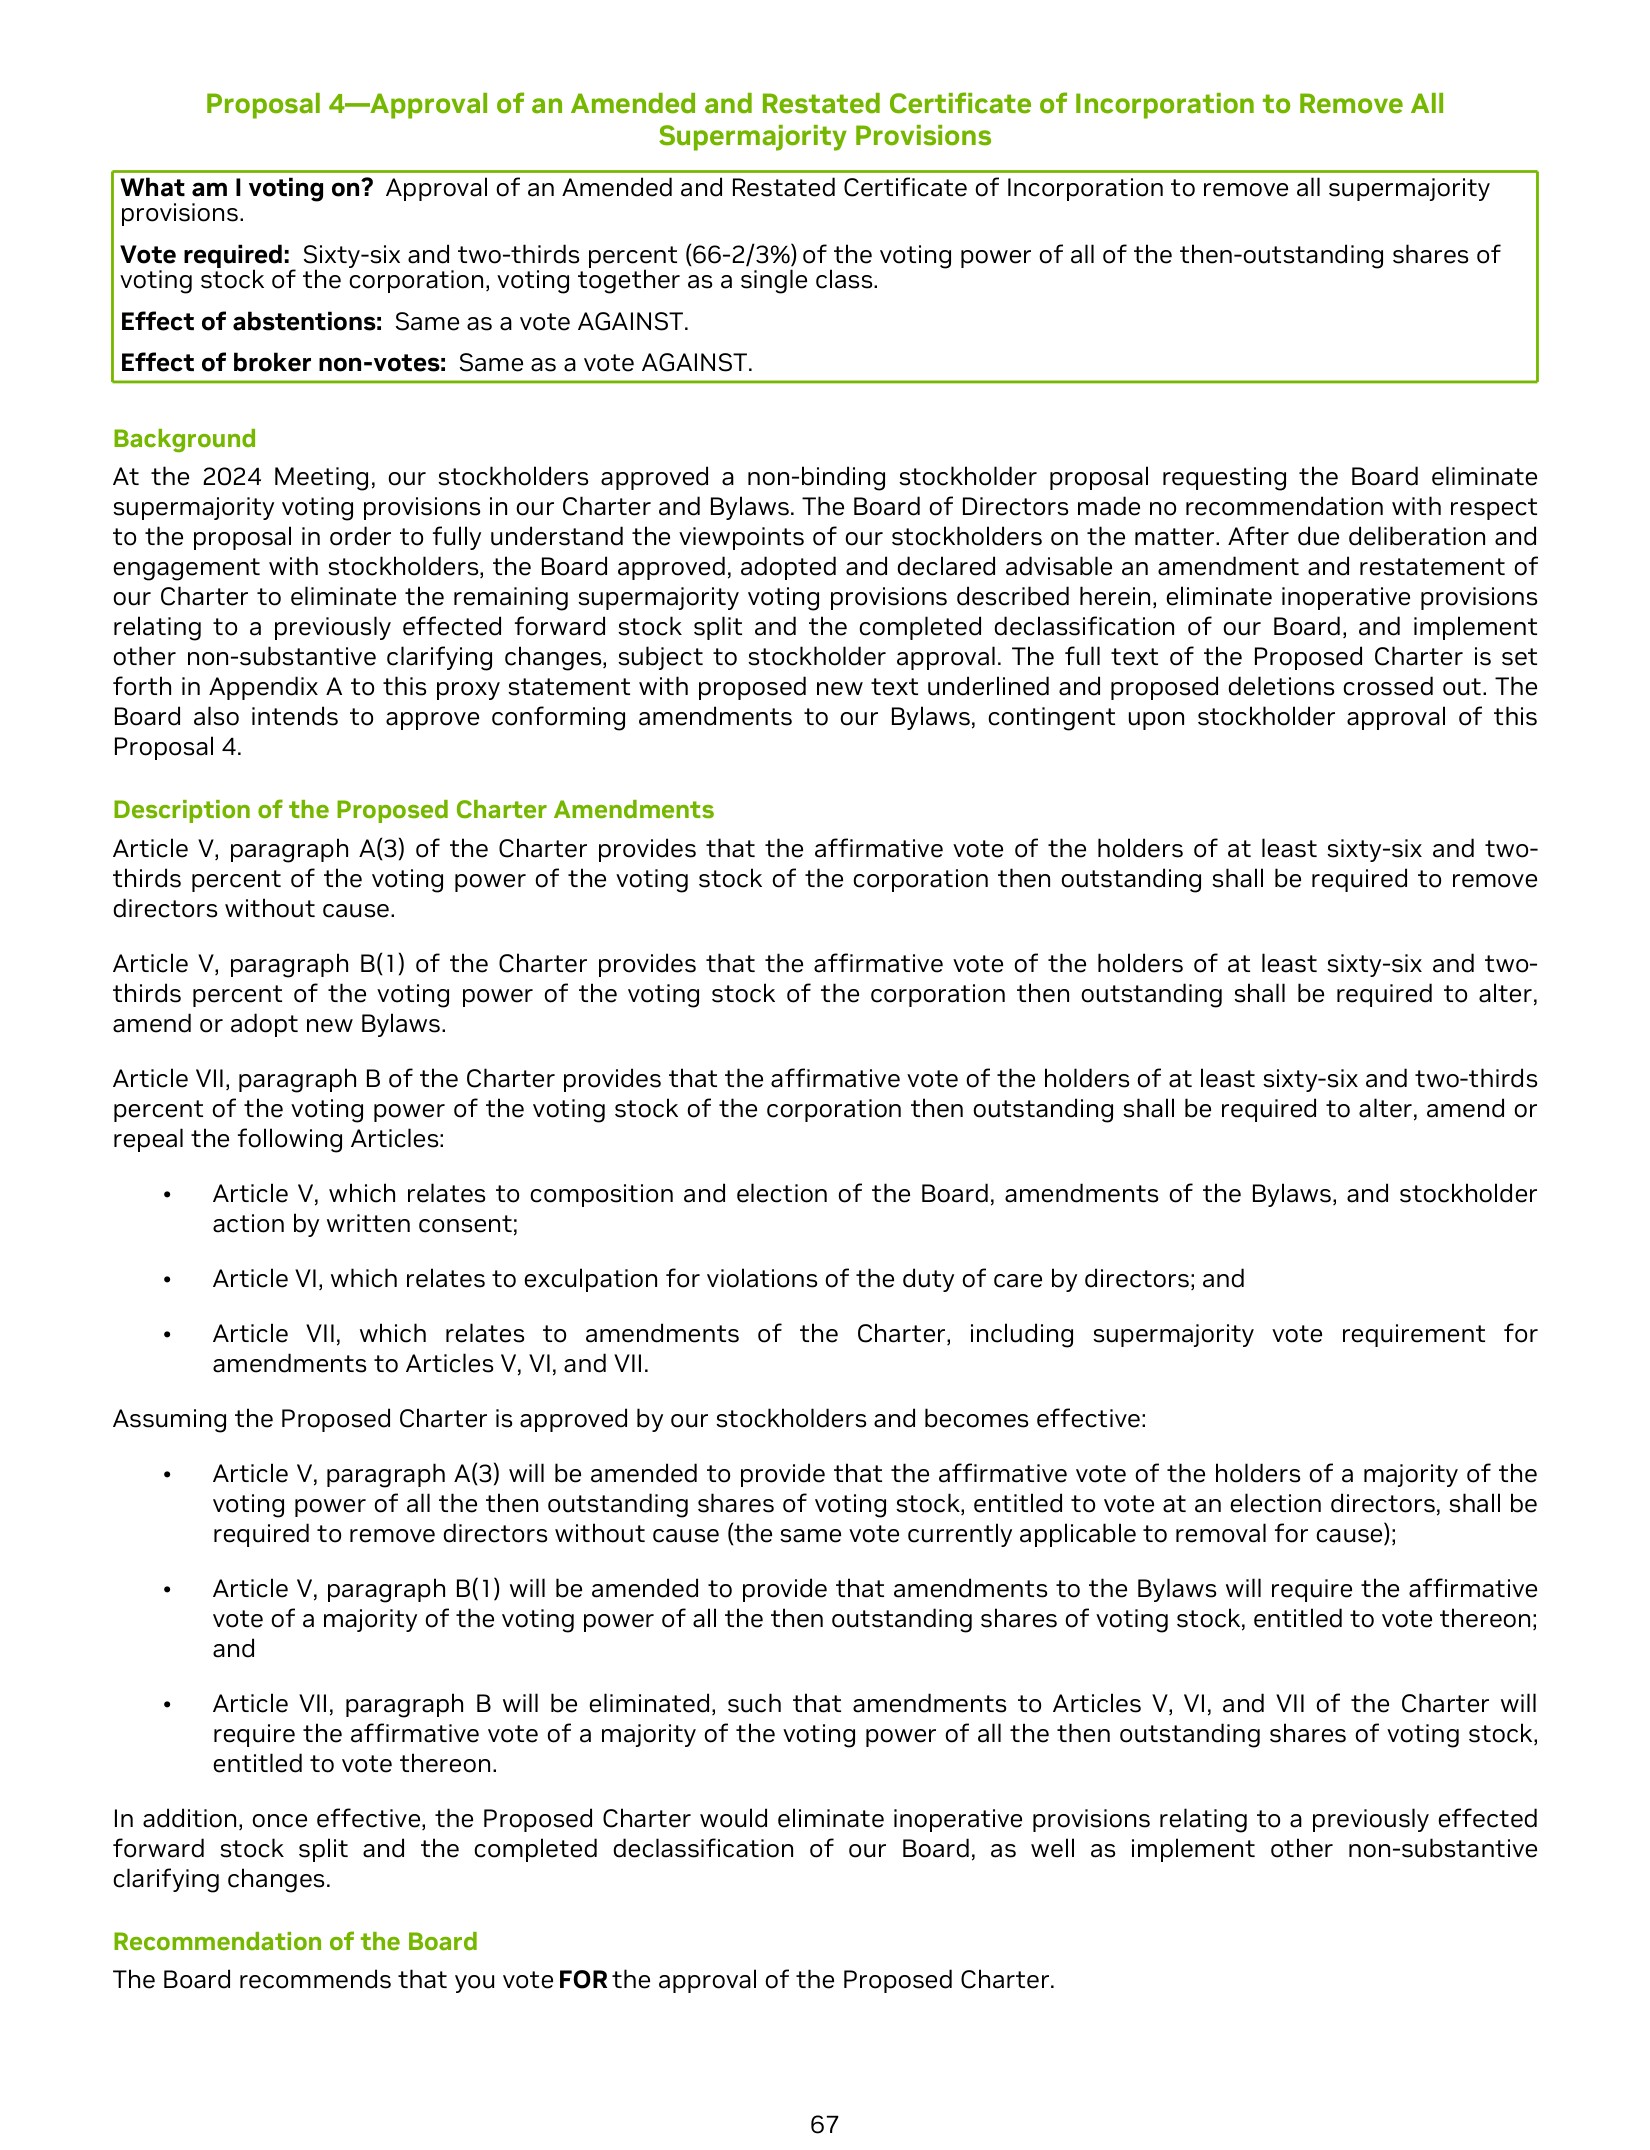 Proposal 4—Approval of an Amended and Restated Certificate of Incorporation to Remove All
Supermajority Provisions
What am I voting on? Approval of an Amended and Restated Certificate of Incorporation to remove all supermajority
provisions.
Vote required: Sixty-six and two-thirds percent (66-2/3%) of the voting power of all of the then-outstanding shares of
voting stock of the corporation, voting together as a single class.
Effect of abstentions: Same as a vote AGAINST.
Effect of broker non-votes: Same as a vote AGAINST.
Background
At the 2024 Meeting, our stockholders approved a non-binding stockholder proposal requesting the Board eliminate
supermajority voting provisions in our Charter and Bylaws. The Board of Directors made no recommendation with respect
to the proposal in order to fully understand the viewpoints of our stockholders on the matter. After due deliberation and
engagement with stockholders, the Board approved, adopted and declared advisable an amendment and restatement of
our Charter to eliminate the remaining supermajority voting provisions described herein, eliminate inoperative provisions
relating to a previously effected forward stock split and the completed declassification of our Board, and implement
other non-substantive clarifying changes, subject to stockholder approval. The full text of the Proposed Charter is set
forth in Appendix A to this proxy statement with proposed new text underlined and proposed deletions crossed out. The
Board also intends to approve conforming amendments to our Bylaws, contingent upon stockholder approval of this
Proposal 4.
Description of the Proposed Charter Amendments
Article V, paragraph A(3) of the Charter provides that the affirmative vote of the holders of at least sixty-six and two-
thirds percent of the voting power of the voting stock of the corporation then outstanding shall be required to remove
directors without cause.
Article V, paragraph B(1) of the Charter provides that the affirmative vote of the holders of at least sixty-six and two-
thirds percent of the voting power of the voting stock of the corporation then outstanding shall be required to alter,
amend or adopt new Bylaws.
Article VII, paragraph B of the Charter provides that the affirmative vote of the holders of at least sixty-six and two-thirds
percent of the voting power of the voting stock of the corporation then outstanding shall be required to alter, amend or
repeal the following Articles:
• Article V, which relates to composition and election of the Board, amendments of the Bylaws, and stockholder
action by written consent;
• Article VI, which relates to exculpation for violations of the duty of care by directors; and
• Article VII, which relates to amendments of the Charter, including supermajority vote requirement for
amendments to Articles V, VI, and VII.
Assuming the Proposed Charter is approved by our stockholders and becomes effective:
• Article V, paragraph A(3) will be amended to provide that the affirmative vote of the holders of a majority of the
voting power of all the then outstanding shares of voting stock, entitled to vote at an election directors, shall be
required to remove directors without cause (the same vote currently applicable to removal for cause);
• Article V, paragraph B(1) will be amended to provide that amendments to the Bylaws will require the affirmative
vote of a majority of the voting power of all the then outstanding shares of voting stock, entitled to vote thereon;
and
• Article VII, paragraph B will be eliminated, such that amendments to Articles V, VI, and VII of the Charter will
require the affirmative vote of a majority of the voting power of all the then outstanding shares of voting stock,
entitled to vote thereon.
In addition, once effective, the Proposed Charter would eliminate inoperative provisions relating to a previously effected
forward stock split and the completed declassification of our Board, as well as implement other non-substantive
clarifying changes.
Recommendation of the Board
The Board recommends that you vote FOR the approval of the Proposed Charter.
67